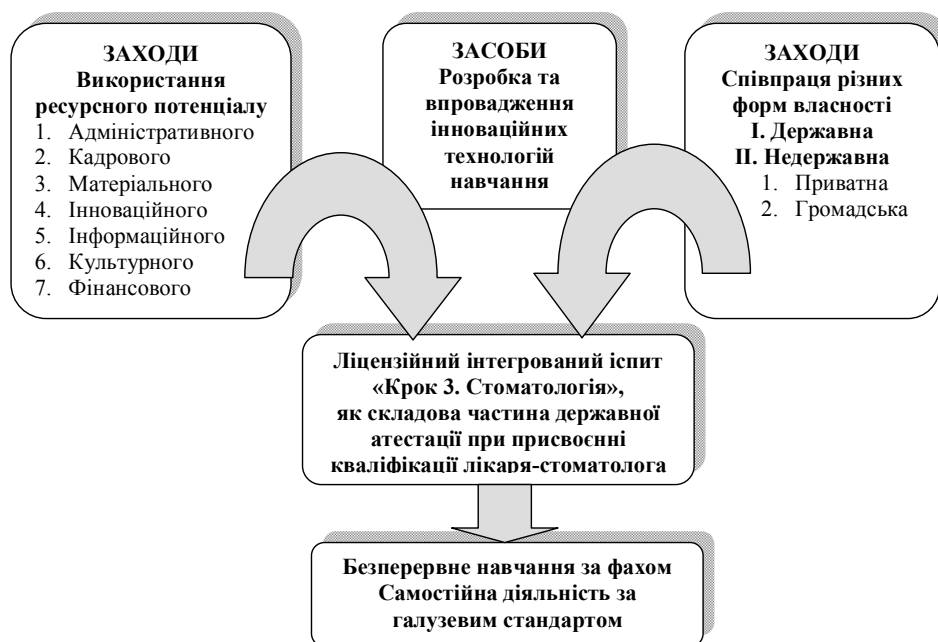 ЗАХОДИ
Використання
ресурсного потенціалу
1. Адміністративного
2. Кадрового
3. Матеріального
4. Інноваційного
5. Інформаційного
6. Культурного
7. Фінансового
ЗАСОБИ
Розробка та
впровадження
інноваційних
технологій
навчання
ЗАХОДИ
Співпраця різних
форм власності
I. Державна
II. Недержавна
1. Приватна
2. Громадська
Ліцензійний інтегрований іспит
«Крок 3. Стоматологія»,
як складова частина державної
атестації при присвоєнні
кваліфікації лікаря-стоматолога
Безперервне навчання за фахом
Самостійна діяльність за
галузевим стандартом